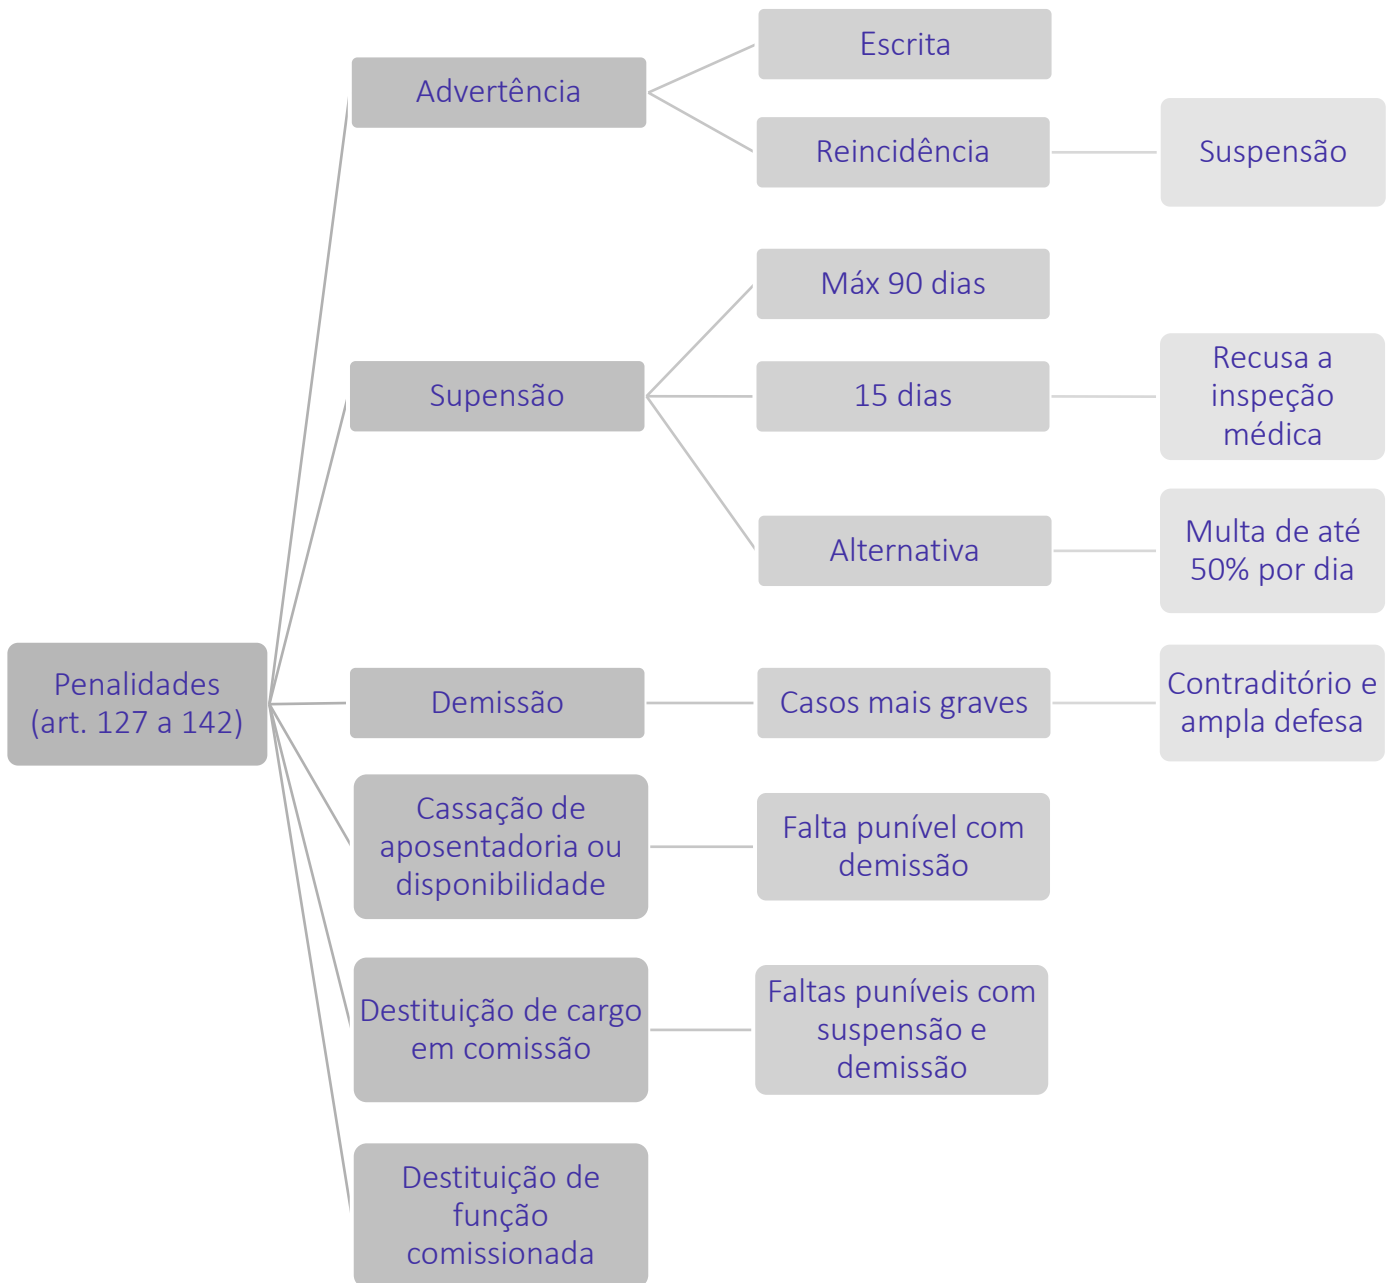 Penalidades
(art. 127 a 142)
Advertência
Escrita
Reincidência
Suspensão
Supensão
Máx 90 dias
15 dias
Recusa a
inspeção
médica
Alternativa
Multa de até
50% por dia
Demissão
Casos mais graves
Contraditório e
ampla defesa
Cassação de
aposentadoria ou
disponibilidade
Falta punível com
demissão
Destituição de cargo
em comissão
Faltas puníveis com
suspensão e
demissão
Destituição de
função
comissionada